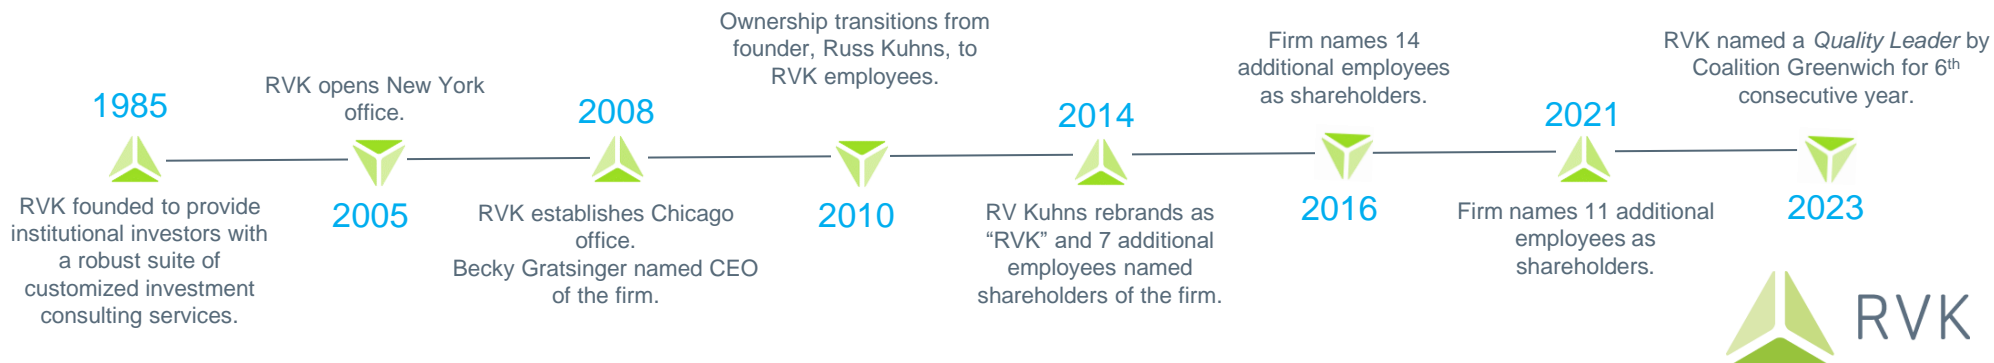 1985
RVK founded to provide
institutional investors with
a robust suite of
customized investment
consulting services.
RVK opens New York
office.
2005
2008
RVK establishes Chicago
office.
Becky Gratsinger named CEO
of the firm.
Ownership transitions from
founder, Russ Kuhns, to
RVK employees.
2010
2014
RV Kuhns rebrands as
“RVK” and 7 additional
employees named
shareholders of the firm.
Firm names 14
additional employees
as shareholders.
2016
2021
Firm names 11 additional
employees as
shareholders.
RVK named a Quality Leader by
Coalition Greenwich for 6th
consecutive year.
2023
RVK